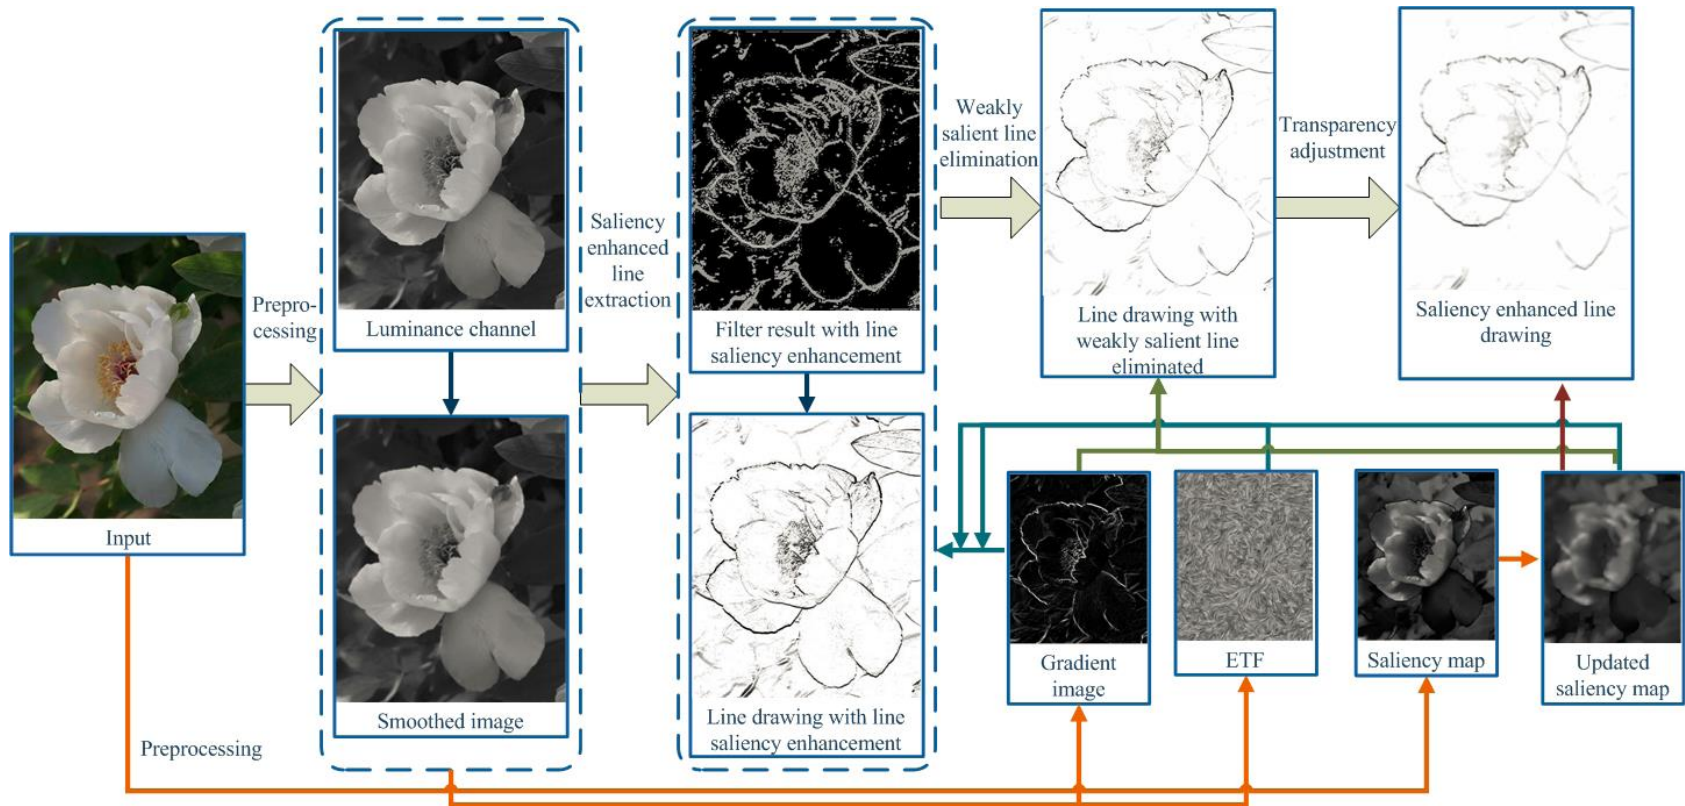 Input
Prepro-
cessing
Luminance channel
Smoothed image
Saliency
enhanced
line
extraction
Filter result with line
saliency enhancement
Line drawing with line
saliency enhancement
Weakly
salient line
elimination
Line drawing with
weakly salient line
eliminated
Transparency
adjustment
Saliency enhanced line
drawing
Gradient
image
ETF
Saliency map
Updated
saliency map
Preprocessing